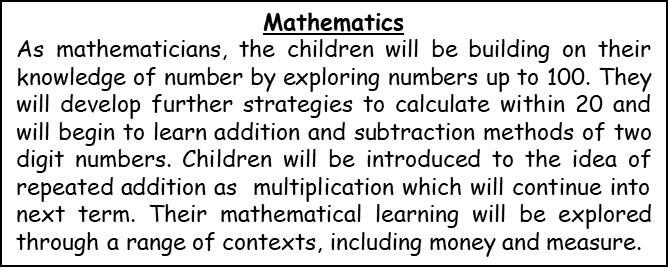 Mathematics
As mathematicians, the children will be building on their
knowledge of number by exploring numbers up to 100. They
will develop further strategies to calculate within 20 and
will begin to learn addition and subtraction methods of two
digit numbers. Children will be introduced to the idea of
repeated addition as  multiplication which will continue into
next term. Their mathematical learning will be explored
through a range of contexts, including money and measure.